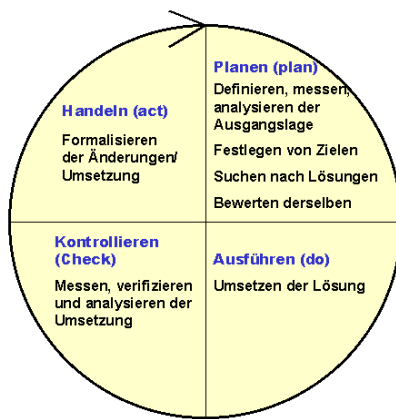 Planen (plan)
Definieren, messen,
analysieren der
Ausgangslage
Festlegen von Zielen
Suchen nach Lösungen
Bewerten derselben
Ausführen (do)
Umsetzen der Lösung
Kontrollieren
(Check)
Messen, verifizieren
und analysieren der
Umsetzung
Handeln (act)
Formalisieren
der Änderungen/
Umsetzung